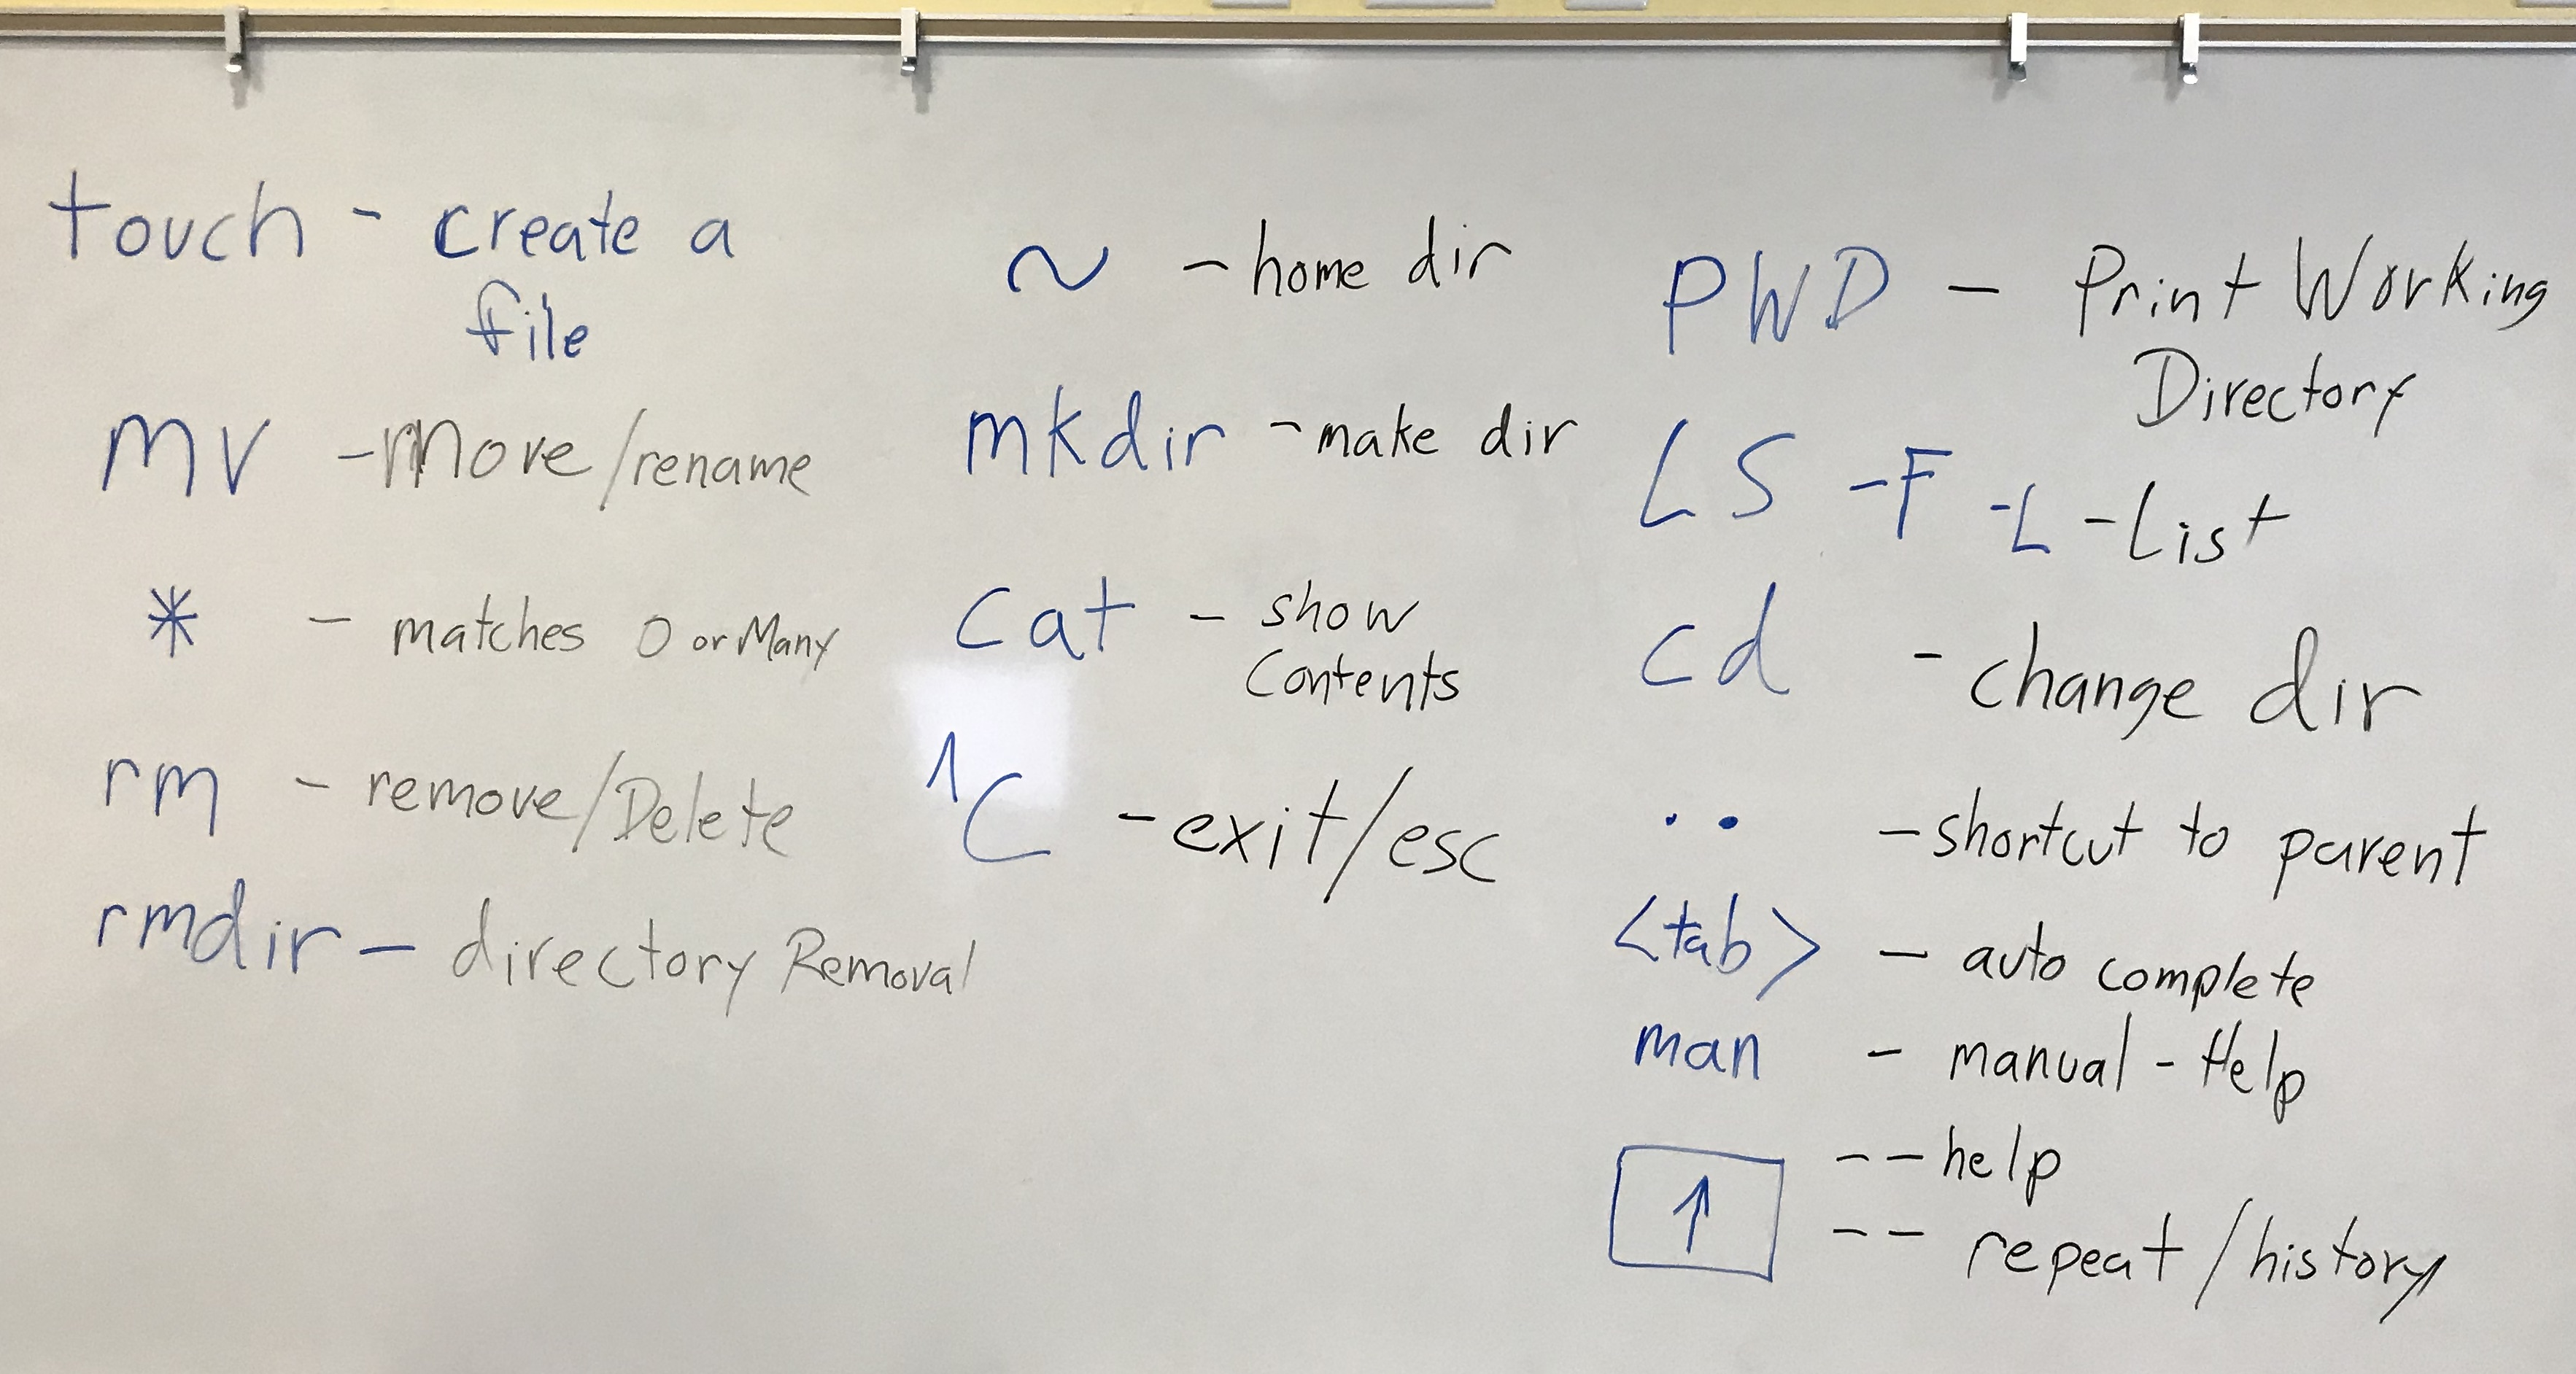 touch - create a
file
mv - move/rename
* - matches 0 or Many
rm - remove/Delete
rmdir - directory Removal
~ - home dir
mkdir - make dir
cat - show
Contents
^C - exit/esc
PWD - Print Working
Directory
LS -F -L - List
cd - change dir
.. - shortcut to parent
<tab> - auto complete
man - manual - Help
--help
↑ -- repeat/history